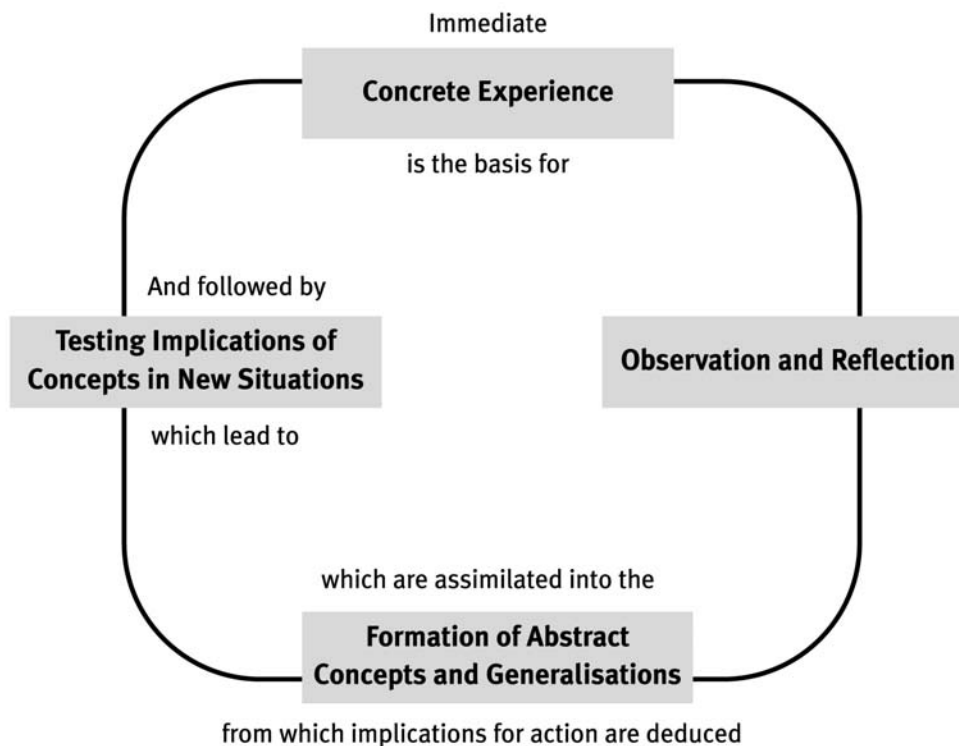 Immediate
Concrete Experience
is the basis for
Observation and Reflection
which are assimilated into the
Formation of Abstract
Concepts and Generalisations
from which implications for action are deduced
And followed by
Testing Implications of
Concepts in New Situations
which lead to